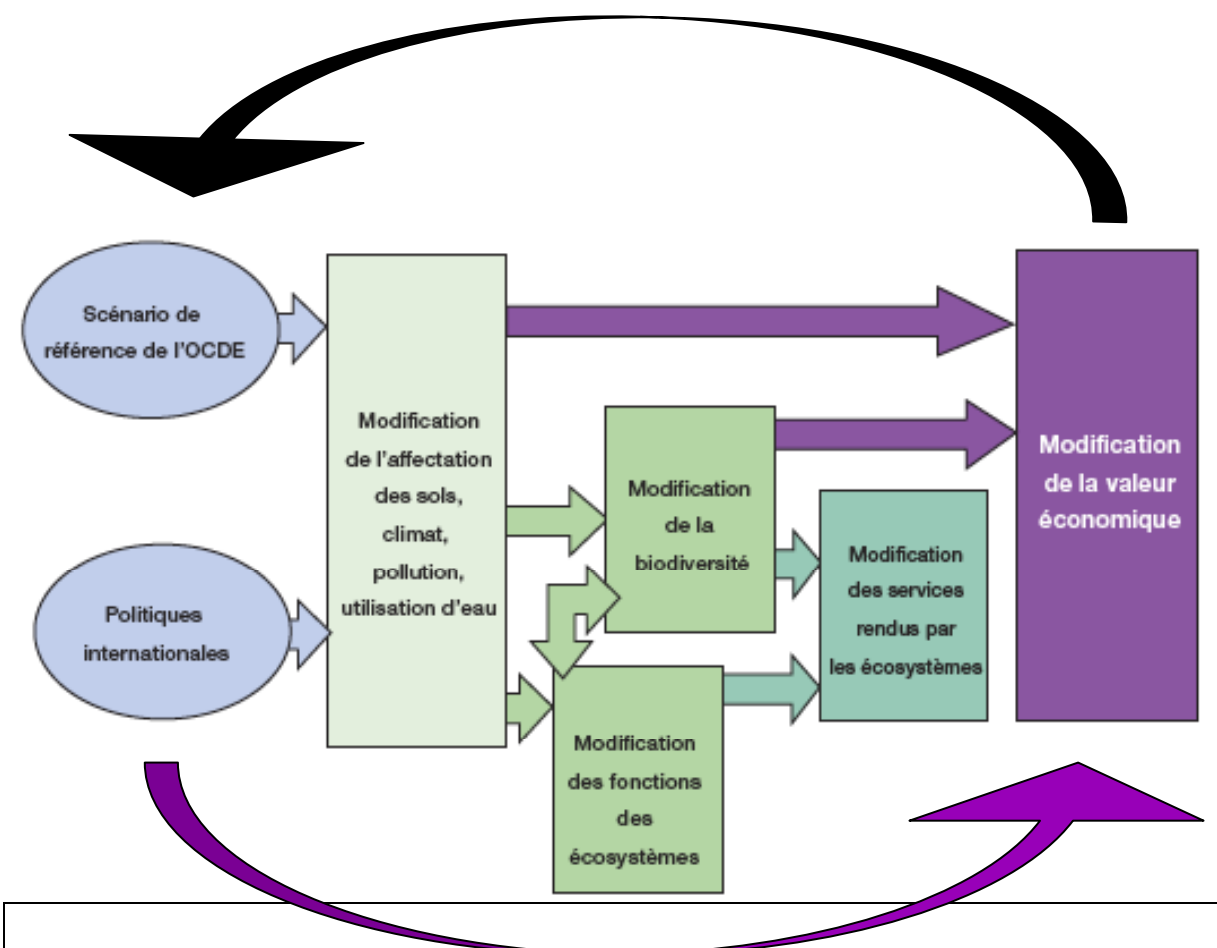 Scénario de
référence de l'OCDE
Politiques
internationales
Modification
de l'affectation
des sols,
climat,
pollution,
utilisation d'eau
Modification
de la
biodiversité
Modification
des fonctions
des
écosystèmes
Modification
des services
rendus par
les écosystèmes
Modification
de la valeur
économique